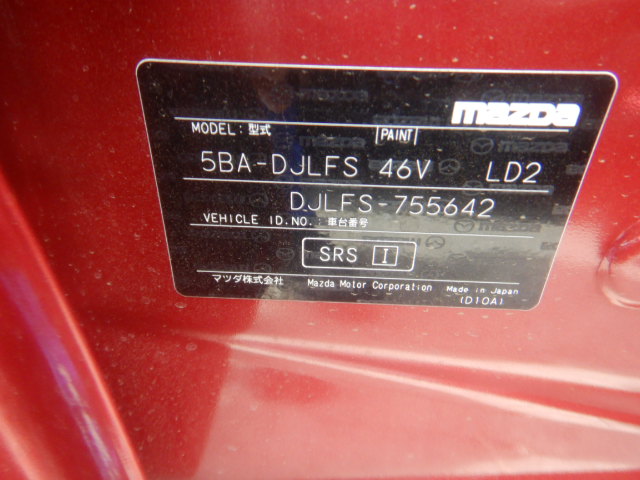 mazda
MODEL:型式 PAINT
5BA-DJLFS 46V LD2
DJLFS-755642
VEHICLE ID.NO.:車台番号
SRS I
マツダ株式会社 Mazda Motor Corporation Made in Japan
(D10A)